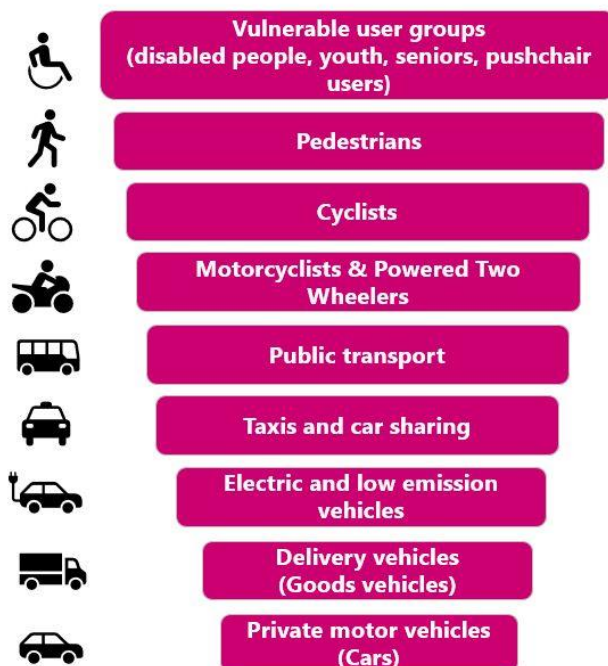 Vulnerable user groups
(disabled people, youth, seniors, pushchair
users)
Pedestrians
Cyclists
Motorcyclists & Powered Two
Wheelers
Public transport
Taxis and car sharing
Electric and low emission
vehicles
Delivery vehicles
(Goods vehicles)
Private motor vehicles
(Cars)